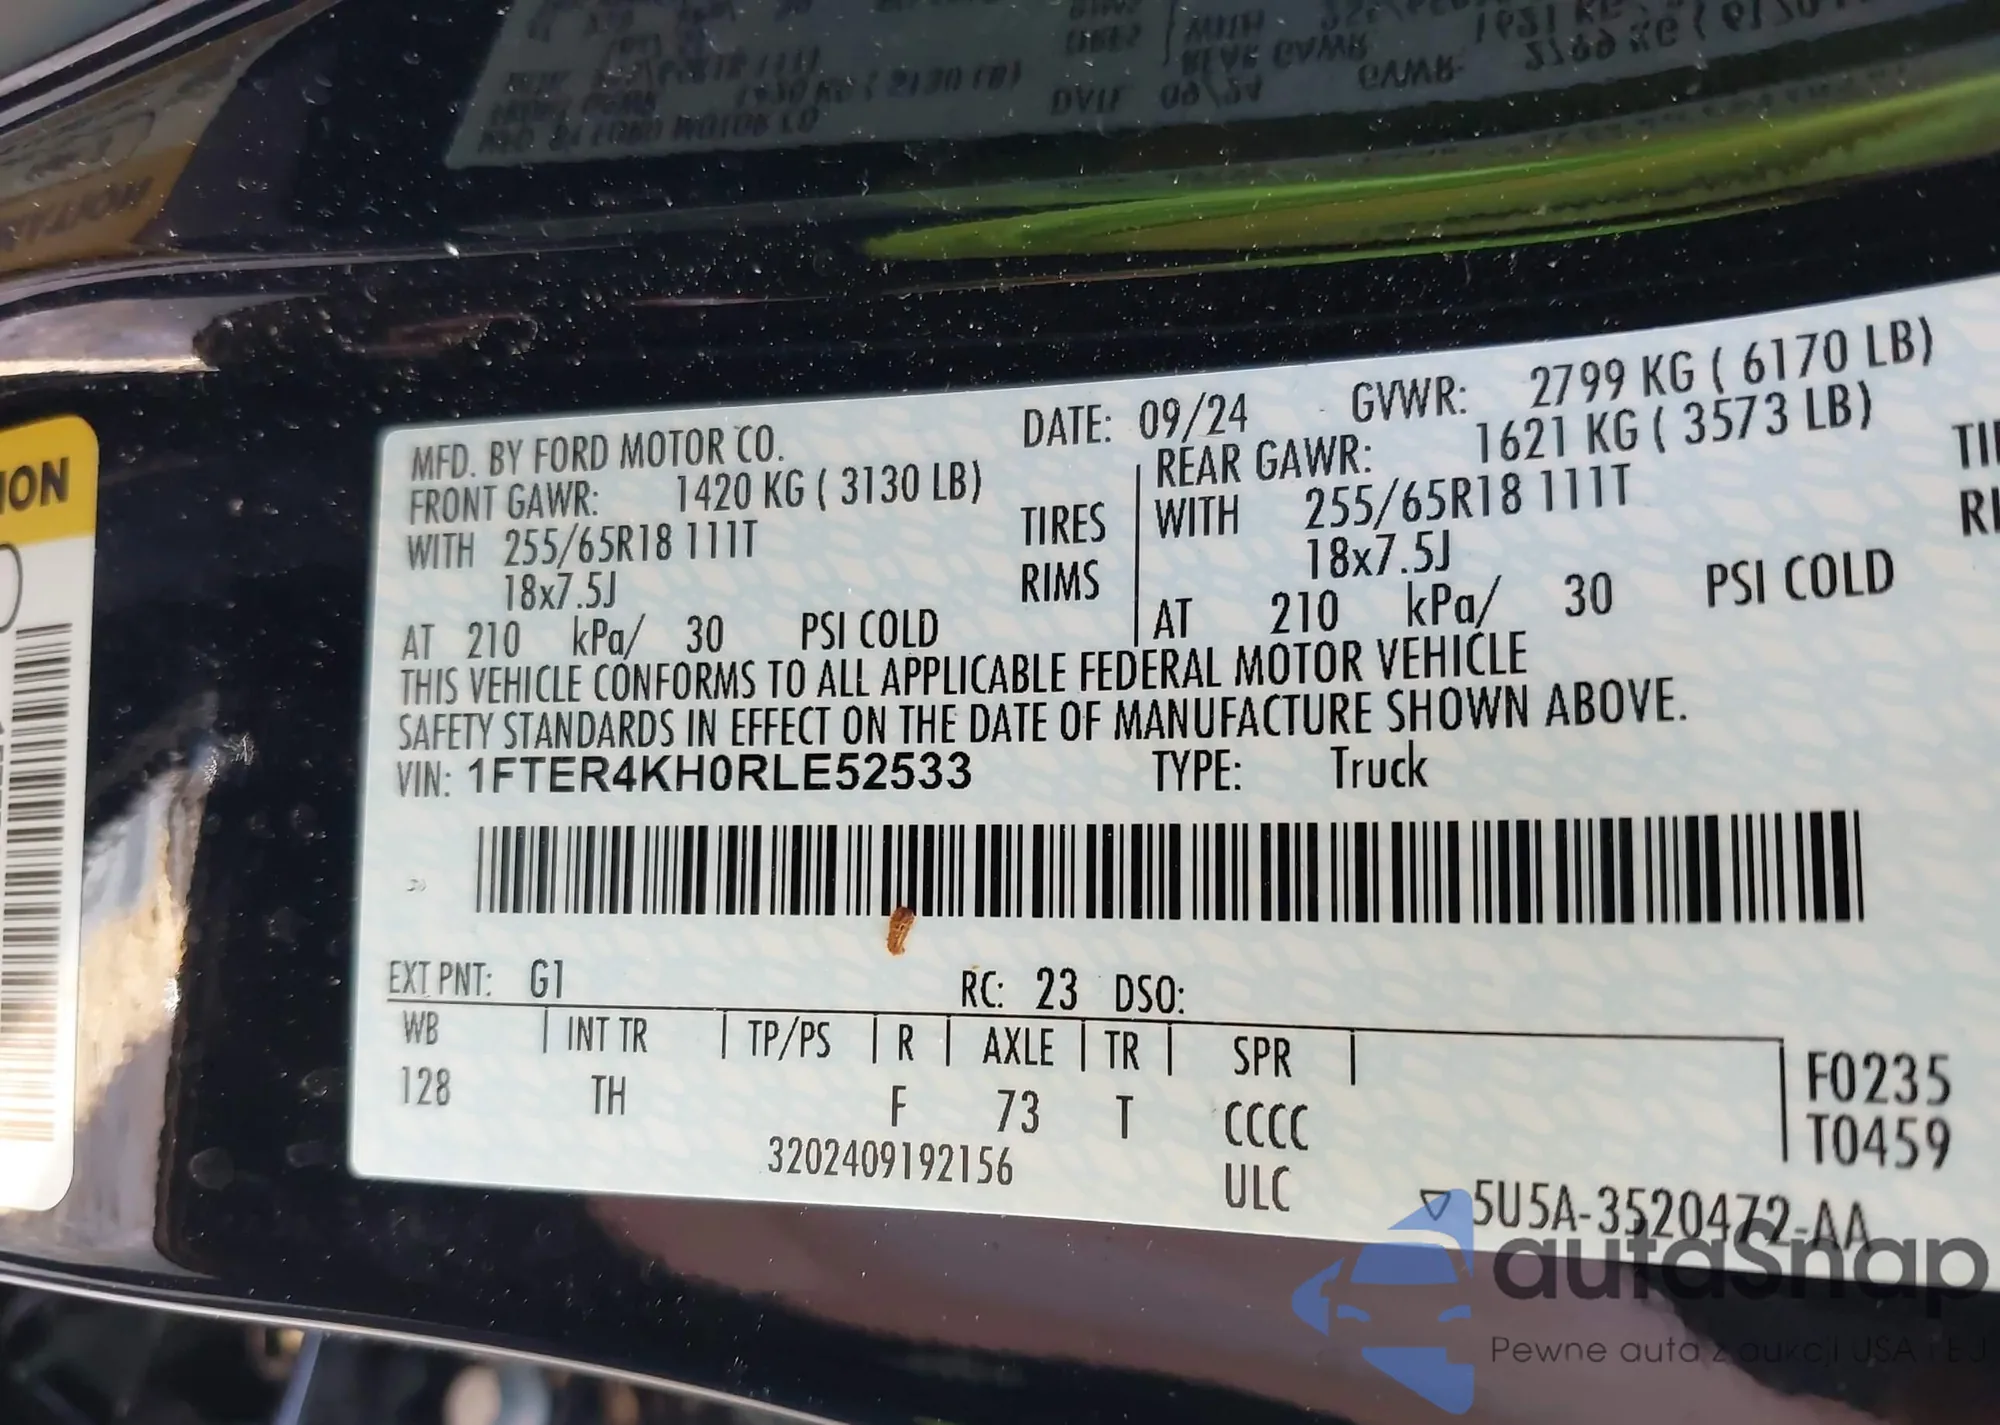 MFD. BY FORD MOTOR CO. DATE: 09/24 GVWR: 2799 KG ( 6170 LB)
FRONT GAWR: 1420 KG ( 3130 LB) REAR GAWR: 1621 KG ( 3573 LB)
WITH 255/65R18 111T TIRES WITH 255/65R18 111T
18x7.5J RIMS 18x7.5J
AT 210 kPa/ 30 PSI COLD AT 210 kPa/ 30 PSI COLD
THIS VEHICLE CONFORMS TO ALL APPLICABLE FEDERAL MOTOR VEHICLE
SAFETY STANDARDS IN EFFECT ON THE DATE OF MANUFACTURE SHOWN ABOVE.
VIN: 1FTER4KH0RLE52533 TYPE: Truck
EXT PNT: G1 RC: 23 DSO:
WB INT TR TP/PS R AXLE TR SPR
128 TH F 73 T CCCC
F0235
T0459
3202409192156 ULC
5U5A-3520472-AA
autoSnap
Pewne auta z aukcji USA i EU